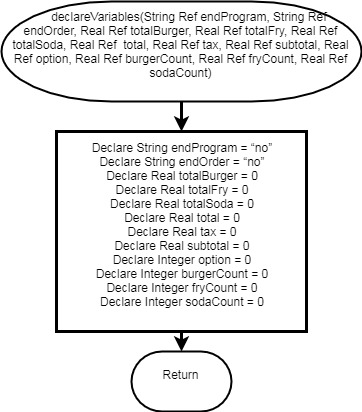 declareVariables(String Ref endProgram, String Ref
endOrder, Real Ref totalBurger, Real Ref totalFry, Real Ref
totalSoda, Real Ref  total, Real Ref tax, Real Ref subtotal, Real
Ref option, Real Ref burgerCount, Real Ref fryCount, Real Ref
sodaCount)
Declare String endProgram = “no”
Declare String endOrder = “no”
Declare Real totalBurger = 0
Declare Real totalFry = 0
Declare Real totalSoda = 0
Declare Real total = 0
Declare Real tax = 0
Declare Real subtotal = 0
Declare Integer option = 0
Declare Integer burgerCount = 0
Declare Integer fryCount = 0
Declare Integer sodaCount = 0
Return